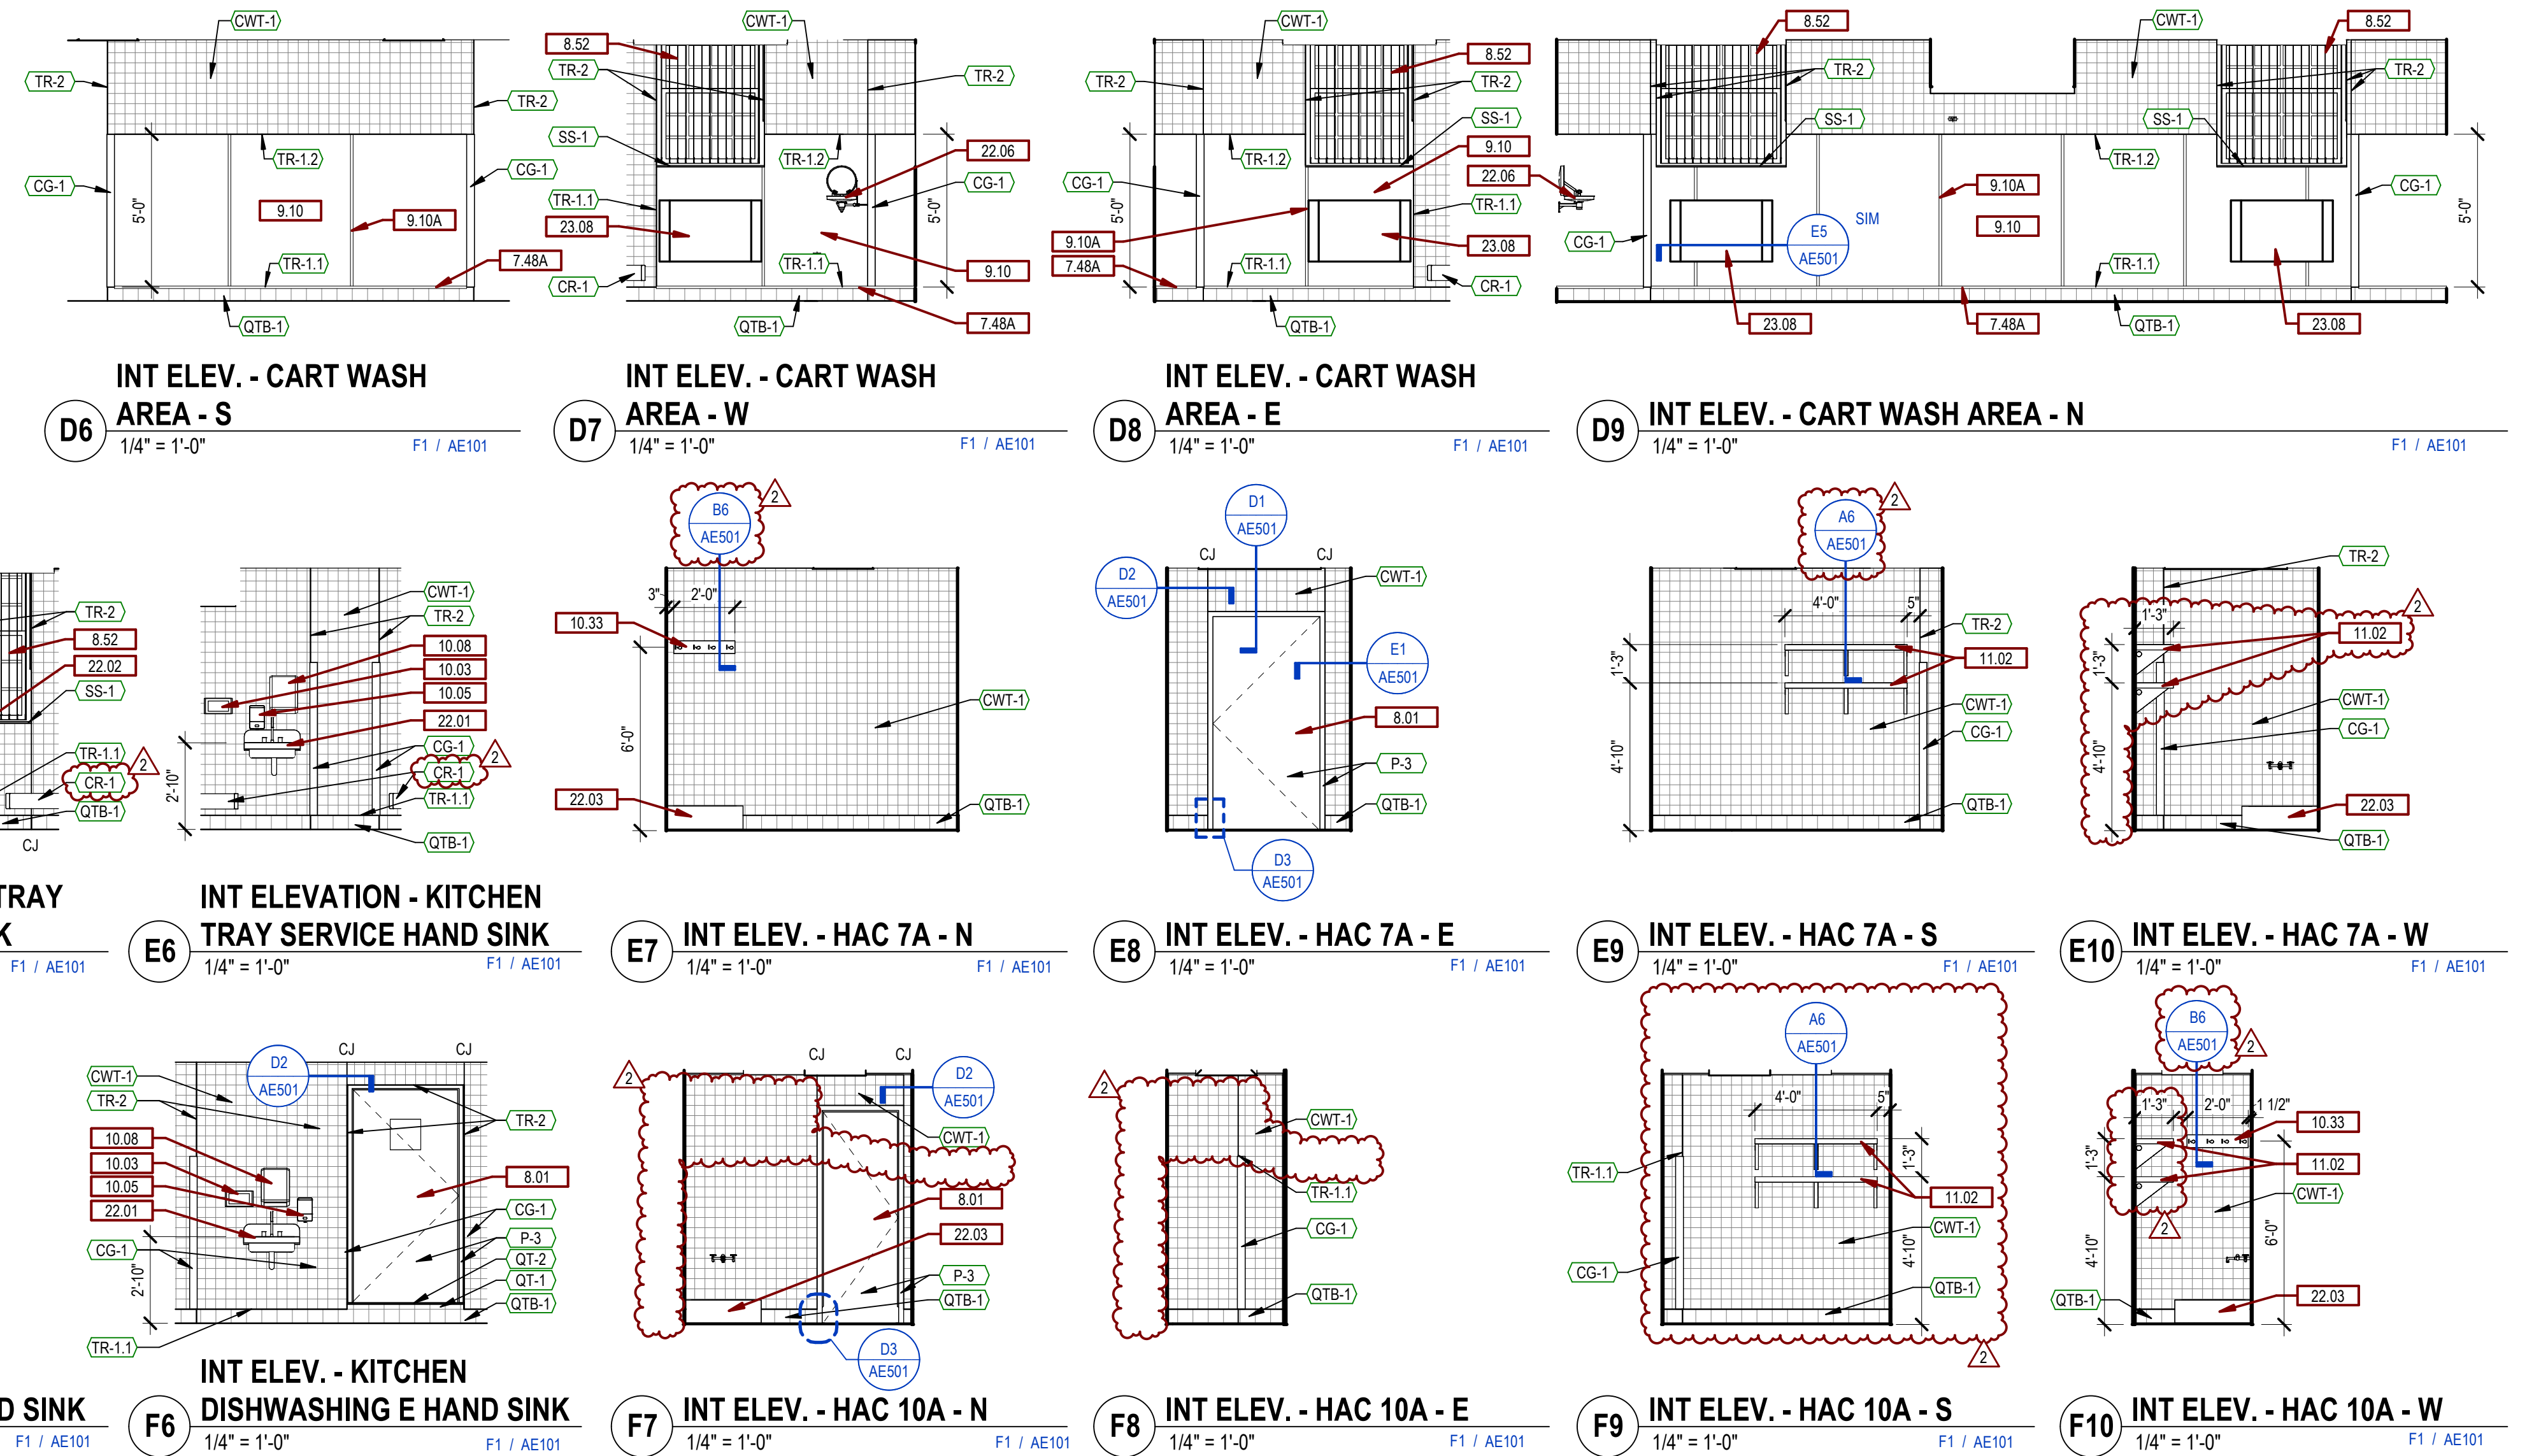 CWT-1
TR-2
TR-2
TR-1.2
CG-1
CG-1
5'-0"
9.10
9.10A
TR-1.1
7.48A
QTB-1
D6
INT ELEV. - CART WASH
AREA - S
1/4" = 1'-0"
F1 / AE101
CWT-1
8.52
TR-2
TR-2
SS-1
TR-1.2
22.06
CG-1
TR-1.1
5'-0"
23.08
TR-1.1
9.10
CR-1
7.48A
QTB-1
D7
INT ELEV. - CART WASH
AREA - W
1/4" = 1'-0"
F1 / AE101
CWT-1
8.52
TR-2
TR-2
SS-1
9.10
TR-1.2
22.06
CG-1
5'-0"
TR-1.1
9.10A
23.08
7.48A
TR-1.1
CR-1
QTB-1
D8
INT ELEV. - CART WASH
AREA - E
1/4" = 1'-0"
F1 / AE101
8.52
CWT-1
8.52
TR-2
TR-2
SS-1
SS-1
TR-1.2
9.10A
CG-1
5'-0"
E5
AE501
SIM
9.10
CG-1
TR-1.1
23.08
7.48A
QTB-1
23.08
D9
INT ELEV. - CART WASH AREA - N
1/4" = 1'-0"
F1 / AE101
TR-2
8.52
22.02
SS-1
TR-1.1
2
CR-1
QTB-1
CJ
TRAY
K
F1 / AE101
CWT-1
TR-2
10.08
10.03
10.05
22.01
CG-1
2
CR-1
TR-1.1
2'-10"
QTB-1
E6
INT ELEVATION - KITCHEN
TRAY SERVICE HAND SINK
1/4" = 1'-0"
F1 / AE101
B6
AE501
2
3"
2'-0"
10.33
CWT-1
6'-0"
22.03
QTB-1
E7
INT ELEV. - HAC 7A - N
1/4" = 1'-0"
F1 / AE101
D1
AE501
CJ
CJ
D2
AE501
CWT-1
E1
AE501
8.01
P-3
QTB-1
D3
AE501
E8
INT ELEV. - HAC 7A - E
1/4" = 1'-0"
F1 / AE101
A6
AE501
2
4'-0"
5"
TR-2
1'-3"
11.02
CWT-1
CG-1
4'-10"
QTB-1
E9
INT ELEV. - HAC 7A - S
1/4" = 1'-0"
F1 / AE101
TR-2
2
1'-3"
11.02
1'-3"
CWT-1
CG-1
4'-10"
22.03
QTB-1
E10
INT ELEV. - HAC 7A - W
1/4" = 1'-0"
F1 / AE101
D SINK
F1 / AE101
CJ
CJ
D2
AE501
CWT-1
TR-2
TR-2
10.08
10.03
10.05
22.01
8.01
CG-1
CG-1
P-3
QT-2
QT-1
QTB-1
2'-10"
TR-1.1
F6
INT ELEV. - KITCHEN
DISHWASHING E HAND SINK
1/4" = 1'-0"
F1 / AE101
2
CJ
CJ
D2
AE501
CWT-1
8.01
22.03
P-3
QTB-1
D3
AE501
F7
INT ELEV. - HAC 10A - N
1/4" = 1'-0"
F1 / AE101
2
CWT-1
TR-1.1
CG-1
QTB-1
F8
INT ELEV. - HAC 10A - E
1/4" = 1'-0"
F1 / AE101
A6
AE501
4'-0"
5"
1'-3"
TR-1.1
11.02
CWT-1
4'-10"
CG-1
QTB-1
2
F9
INT ELEV. - HAC 10A - S
1/4" = 1'-0"
F1 / AE101
B6
AE501
2
1'-3"
2'-0"
1 1/2"
10.33
1'-3"
11.02
CWT-1
2
4'-10"
6'-0"
22.03
QTB-1
F10
INT ELEV. - HAC 10A - W
1/4" = 1'-0"
F1 / AE101